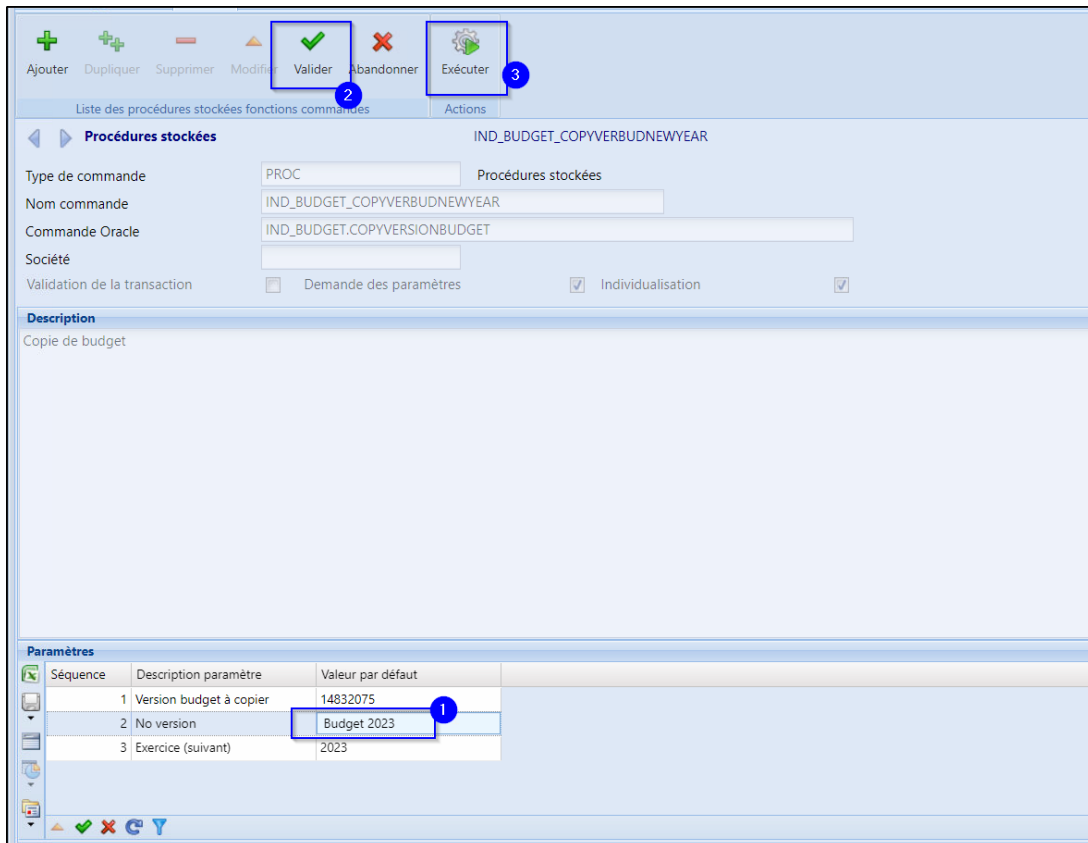 Ajouter Dupliquer Supprimer Modifier Valider Abandonner Exécuter 3
2
Liste des procédures stockées fonctions commandes Actions
Procédures stockées IND_BUDGET_COPYVERBUDNEWYEAR
Type de commande PROC Procédures stockées
Nom commande IND_BUDGET_COPYVERBUDNEWYEAR
Commande Oracle IND_BUDGET.COPYVERSIONBUDGET
Société
Validation de la transaction Demande des paramètres Individualisation
Description
Copie de budget
Paramètres
Séquence Description paramètre Valeur par défaut
1 Version budget à copier 14832075
1
2 No version Budget 2023
3 Exercice (suivant) 2023